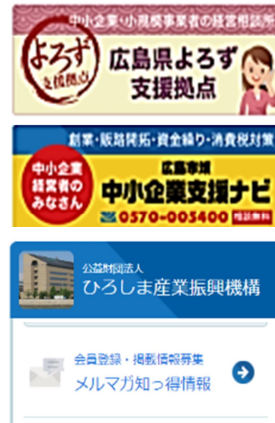 中小企業・小規模事業者の経営相談所
よろず
支援拠点
広島県よろず
支援拠点
創業・販路開拓・資金繰り・消費税対策
中小企業
経営者の
みなさん
広島市域
中小企業支援ナビ
0570-005400 相談無料
公益財団法人
ひろしま産業振興機構
会員登録・掲載情報募集
メルマガ知っ得情報